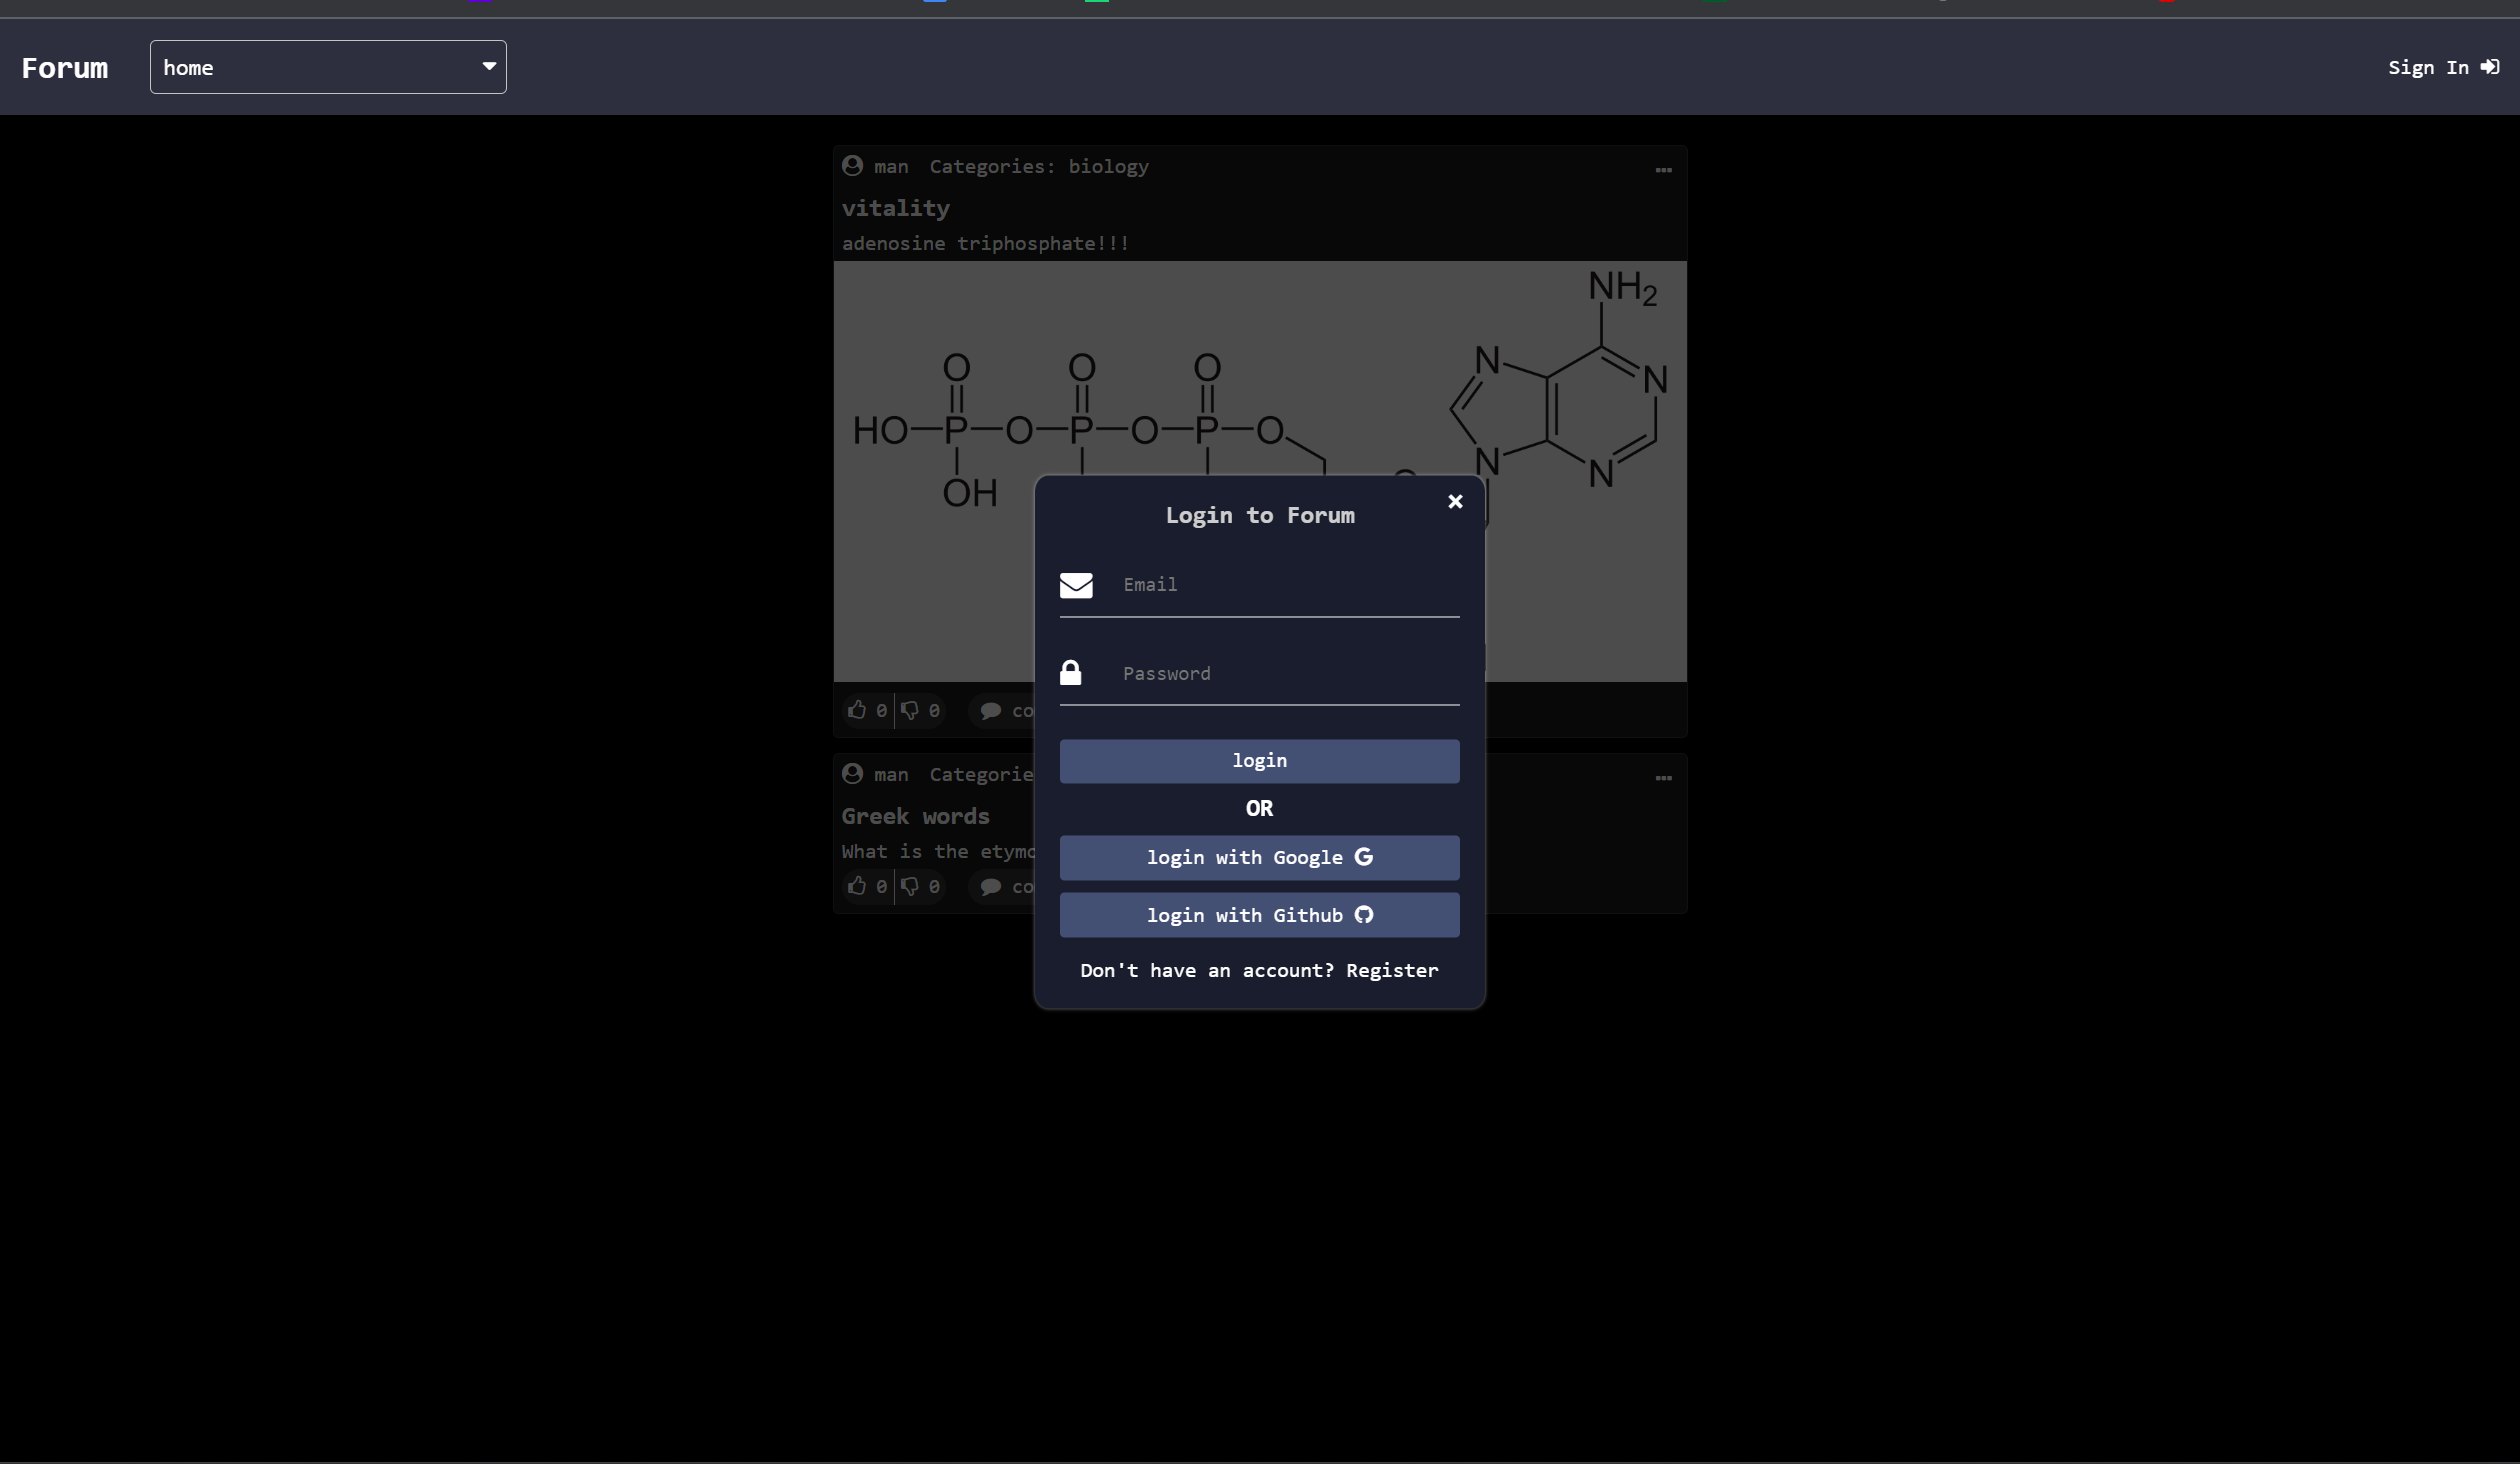 Forum home Sign In
man Categories: biology
vitality
adenosine triphosphate!!!
NH2
N
N
O O O
HO P O P O P O
N
N
OH
Login to Forum
Email
Password
0 0 co
login
man Categorie
OR
Greek words
What is the etymo
login with Google
0 0 co
login with Github
Don't have an account? Register